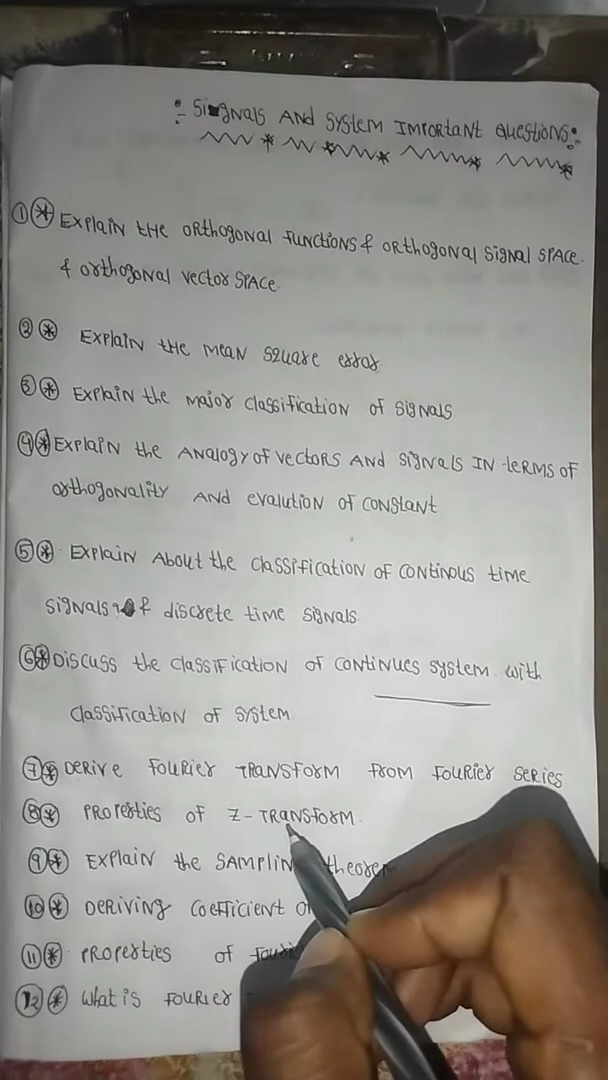 :- Signals AND System IMPORTANT Questions:-
① * Explain the ORthogonal functions & ORthogonal signal SPACE.
& orthogonal vector SPACE.
② * Explain the mean square error
③ * Explain the major classification of signals
④ * Explain the Analogy of vectors AND signals IN terms of
orthogonality AND evalution of constant
⑤ * Explain About the classification of continous time
signals & discrete time signals
⑥ * Discuss the classification of continues system. with
classification of system
⑦ * Derive FOURIER TRANSFORM from FOURIER SERIES
⑧ * Properties of Z-TRANSFORM.
⑨ * Explain the SAMPLIN theorem
⑩ * Deriving coefficient
⑪ * Properties of
⑫ * What is FOURIER